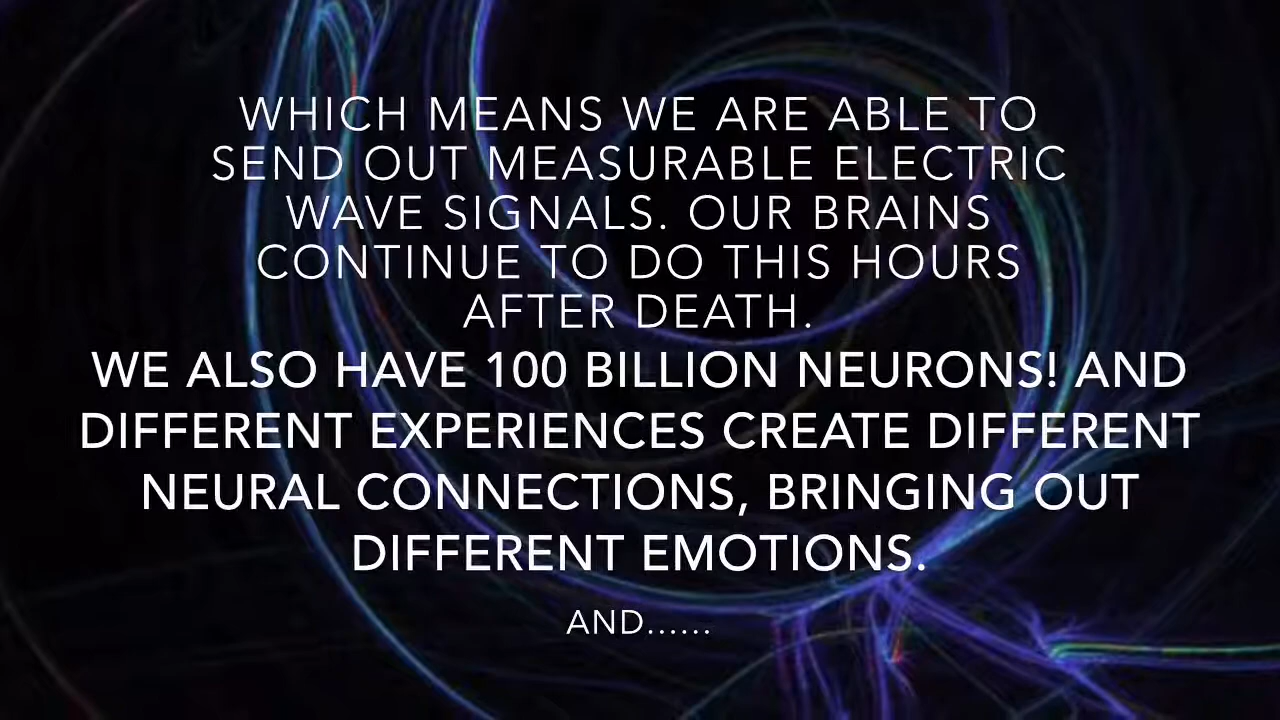 WHICH MEANS WE ARE ABLE TO
SEND OUT MEASURABLE ELECTRIC
WAVE SIGNALS. OUR BRAINS
CONTINUE TO DO THIS HOURS
AFTER DEATH.
WE ALSO HAVE 100 BILLION NEURONS! AND
DIFFERENT EXPERIENCES CREATE DIFFERENT
NEURAL CONNECTIONS, BRINGING OUT
DIFFERENT EMOTIONS.
AND......